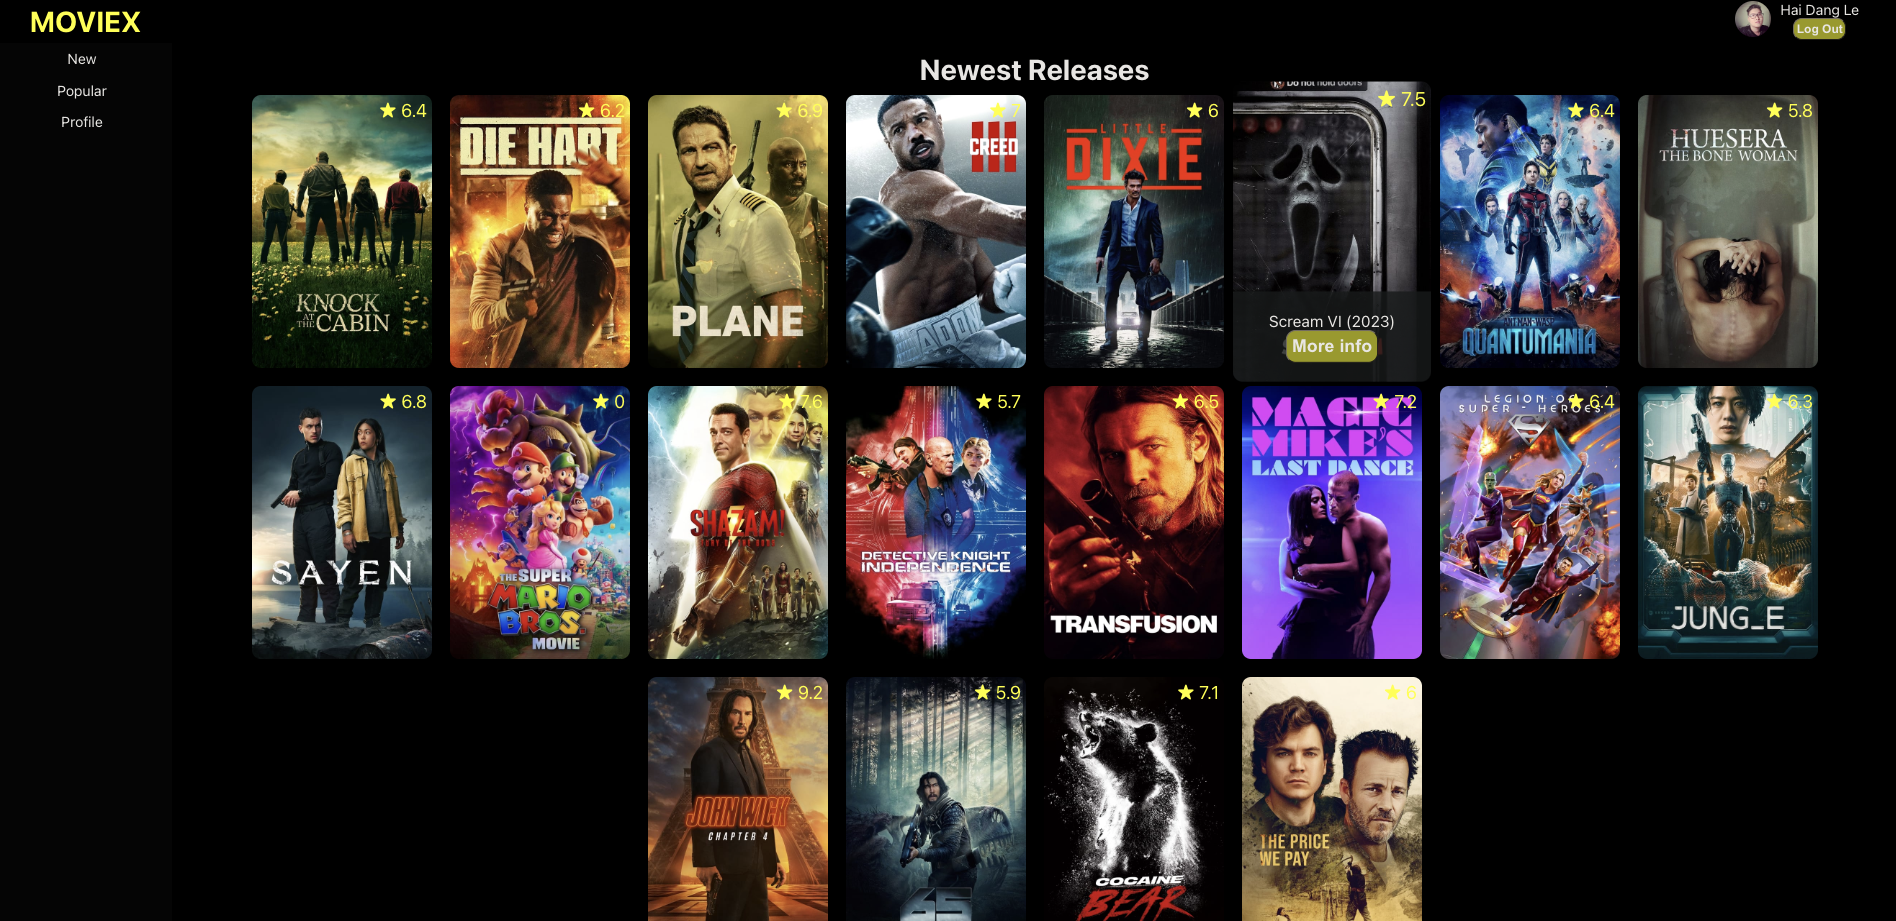 MOVIEX
Hai Dang Le
Log Out
New
Popular
Profile
Newest Releases
6.4
KNOCK
AT THE CABIN
6.2
DIE HART
6.9
PLANE
7
CREED
III
6
LITTLE
DIXIE
Do not hold doors
7.5
Scream VI (2023)
More info
6.4
QUANTUMANIA
5.8
HUESERA
THE BONE WOMAN
6.8
SAYEN
0
THE SUPER
MARIO
BROS.
MOVIE
7.6
SHAZAM!
5.7
DETECTIVE KNIGHT
INDEPENDENCE
6.5
TRANSFUSION
7.2
MAGIC
MIKE'S
LAST DANCE
6.4
LEGION OF
SUPER-HEROES
6.3
JUNG_E
9.2
JOHN WICK
CHAPTER 4
5.9
65
7.1
COCAINE
BEAR
6
THE PRICE
WE PAY